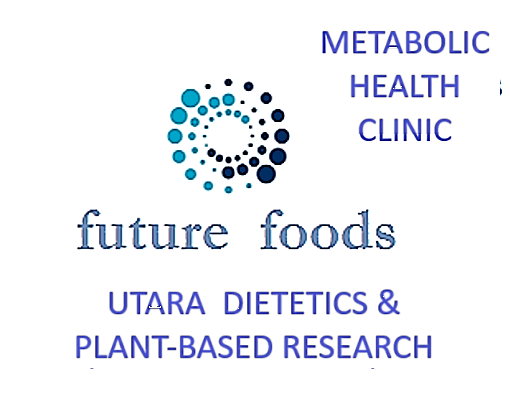 METABOLIC
HEALTH
CLINIC
future foods
UTARA DIETETICS &
PLANT-BASED RESEARCH